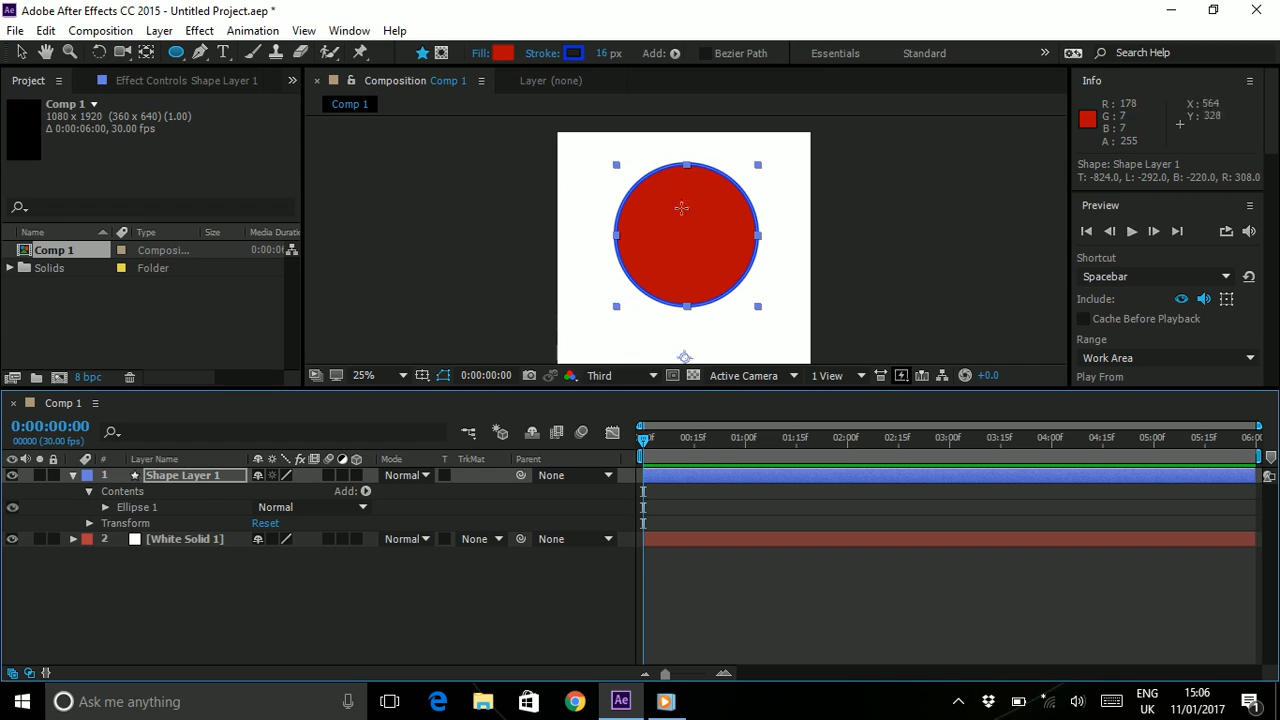 Adobe After Effects CC 2015 - Untitled Project.aep *
File Edit Composition Layer Effect Animation View Window Help
Fill: Stroke: 16 px Add: Bezier Path Essentials Standard Search Help
Project Effect Controls Shape Layer 1 Composition Comp 1 Layer (none) Info
Comp 1
1080 x 1920 (360 x 640) (1.00)
Δ 0:00:06:00, 30.00 fps
Comp 1
R : 178
G : 7
B : 7
A : 255
X : 564
Y : 328
Shape: Shape Layer 1
T: -824.0, L: -292.0, B: -220.0, R: 308.0
Preview
Name Type Size Media Duratio
Comp 1 Composi... 0:00:06
Solids Folder
Shortcut
Spacebar
Include:
Cache Before Playback
Range
Work Area
Play From
8 bpc
25% 0:00:00:00 Third Active Camera 1 View +0.0
Comp 1
0:00:00:00
00000 (30.00 fps)
00:15f 01:00f 01:15f 02:00f 02:15f 03:00f 03:15f 04:00f 04:15f 05:00f 05:15f 06:0
# Layer Name Mode T TrkMat Parent
1 Shape Layer 1 Normal None
Contents Add:
Ellipse 1 Normal
Transform Reset
2 [White Solid 1] Normal None None
Ask me anything
ENG
UK
15:06
11/01/2017